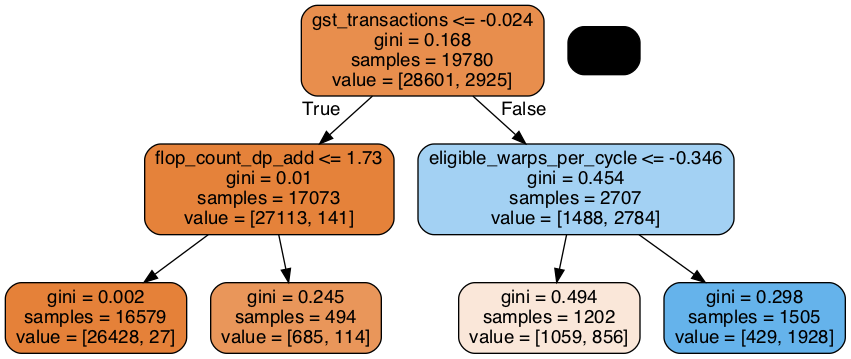 gst_transactions <= -0.024
gini = 0.168
samples = 19780
value = [28601, 2925]
True
False
flop_count_dp_add <= 1.73
gini = 0.01
samples = 17073
value = [27113, 141]
eligible_warps_per_cycle <= -0.346
gini = 0.454
samples = 2707
value = [1488, 2784]
gini = 0.002
samples = 16579
value = [26428, 27]
gini = 0.245
samples = 494
value = [685, 114]
gini = 0.494
samples = 1202
value = [1059, 856]
gini = 0.298
samples = 1505
value = [429, 1928]